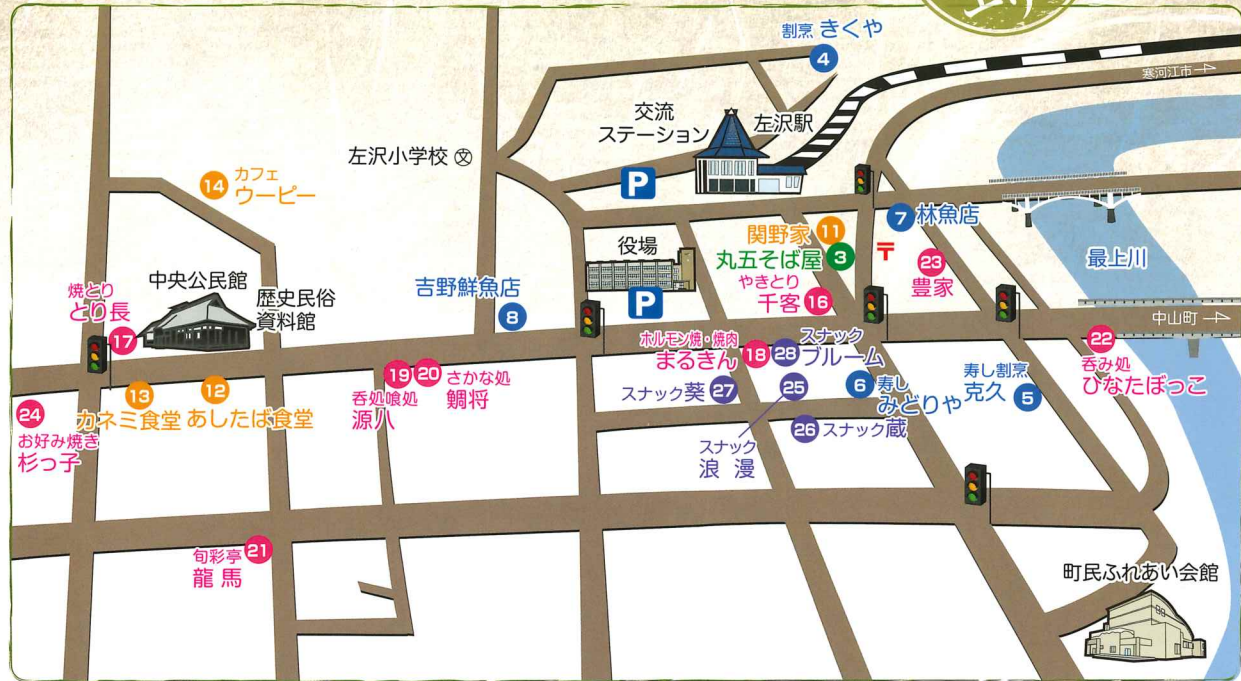 割烹 きくや
4
寒河江市
交流
ステーション
左沢駅
左沢小学校 文
P
14
カフェ
ウーピー
7 林魚店
関野家 11
丸五そば屋 3
〒
23
豊家
やきとり
千客 16
最上川
役場
P
中央公民館
歴史民俗
資料館
吉野鮮魚店
8
焼とり
とり長
17
中山町
ホルモン焼・焼肉
まるきん 18
28 スナック
ブルーム
22
呑み処
ひなたぼっこ
19
呑処喰処
源八
20 さかな処
鯛将
スナック葵 27
25
スナック
浪漫
6 寿し
みどりや
寿し割烹
克久 5
13
カネミ食堂
12
あしたば食堂
24
お好み焼き
杉っ子
26 スナック蔵
旬彩亭
龍馬
21
町民ふれあい会館